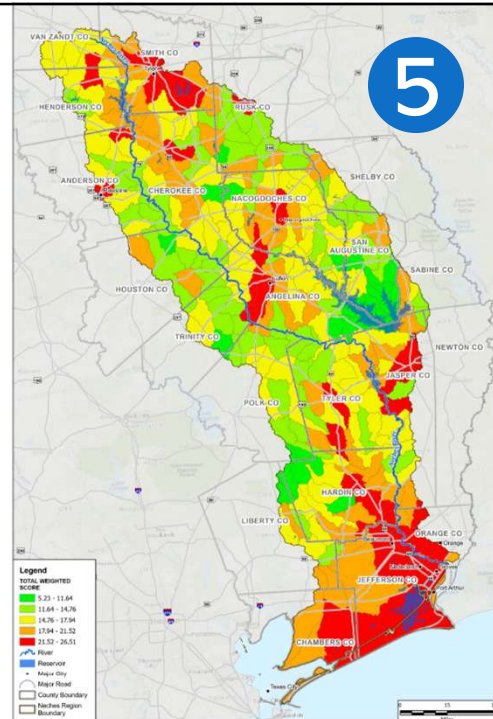 5
VAN ZANDT CO
SMITH CO
Tyler
HENDERSON CO
RUSK CO
ANDERSON CO
SHELBY CO
CHEROKEE CO
NACOGDOCHES CO
SAN
AUGUSTINE CO
SABINE CO
HOUSTON CO
ANGELINA CO
TRINITY CO
NEWTON CO
JASPER CO
POLK CO
TYLER CO
HARDIN CO
LIBERTY CO
ORANGE CO
Orange
Nederland
Port Arthur
JEFFERSON CO
CHAMBERS CO
Texas City
Legend
TOTAL WEIGHTED
SCORE
5.23 - 11.64
11.64 - 14.76
14.76 - 17.94
17.94 - 21.52
21.52 - 26.51
River
Reservoir
Major City
Major Road
County Boundary
Neches Region
Boundary